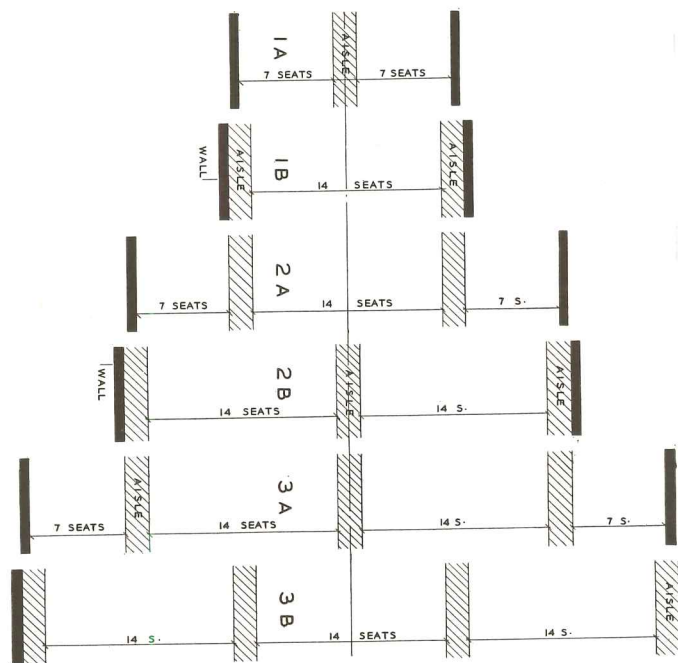 1A
AISLE
7 SEATS
7 SEATS
1B
WALL
AISLE
AISLE
14 SEATS
2A
7 SEATS
14 SEATS
7 S.
2B
WALL
AISLE
AISLE
14 SEATS
14 S.
3A
AISLE
7 SEATS
14 SEATS
14 S.
7 S.
3B
AISLE
14 S.
14 SEATS
14 S.